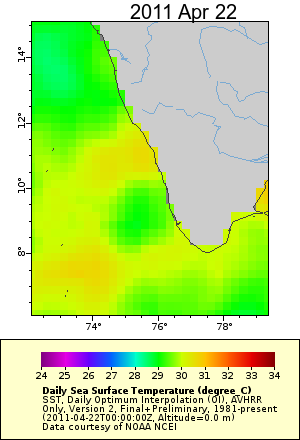 2011 Apr 22
14°
12°
10°
8°
74° 76° 78°
24 25 26 27 28 29 30 31 32 33 34
Daily Sea Surface Temperature (degree_C)
SST, Daily Optimum Interpolation (OI), AVHRR
Only, Version 2, Final+Preliminary, 1981-present
(2011-04-22T00:00:00Z, Altitude=0.0 m)
Data courtesy of NOAA NCEI